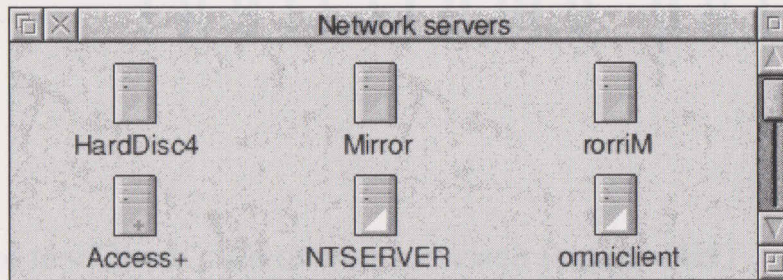 Network servers
HardDisc4 Mirror rorriM
Access+ NTSERVER omniclient